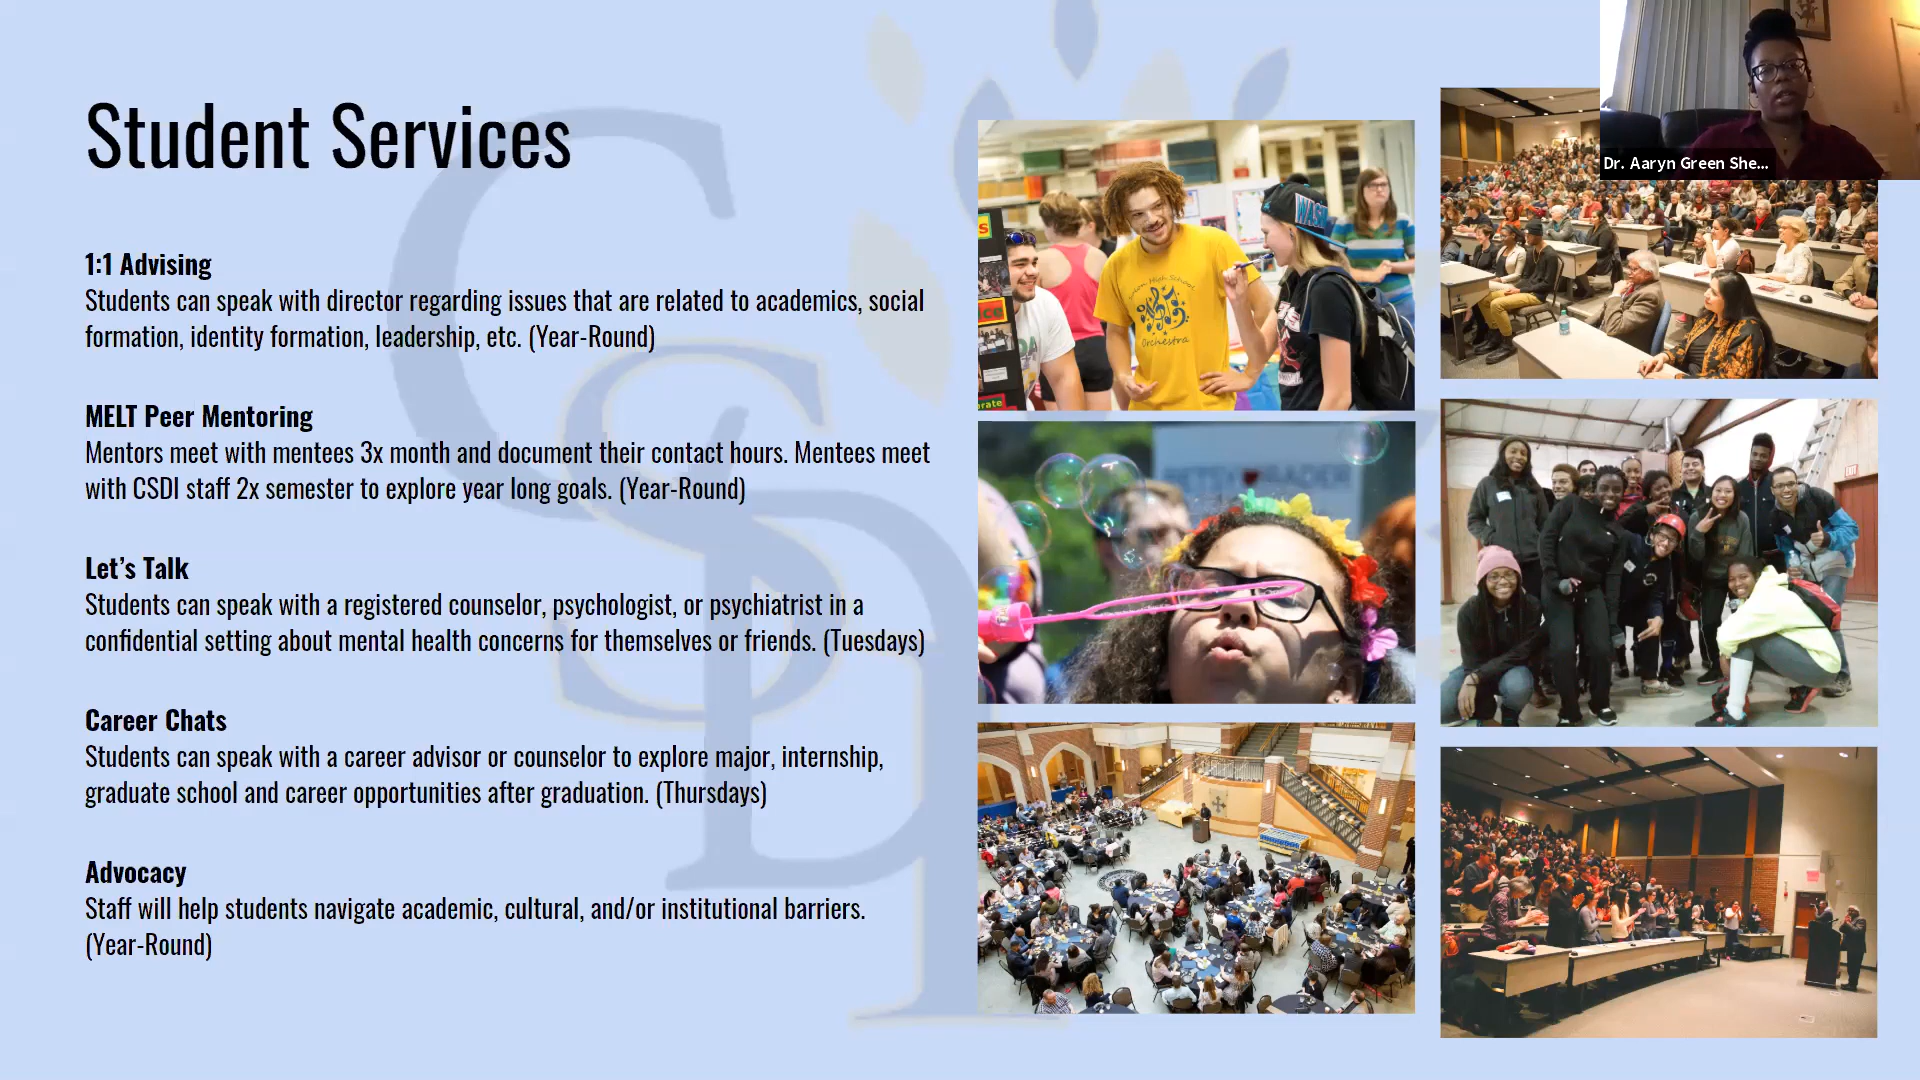 Student Services
1:1 Advising
Students can speak with director regarding issues that are related to academics, social
formation, identity formation, leadership, etc. (Year-Round)
MELT Peer Mentoring
Mentors meet with mentees 3x month and document their contact hours. Mentees meet
with CSDI staff 2x semester to explore year long goals. (Year-Round)
Let’s Talk
Students can speak with a registered counselor, psychologist, or psychiatrist in a
confidential setting about mental health concerns for themselves or friends. (Tuesdays)
Career Chats
Students can speak with a career advisor or counselor to explore major, internship,
graduate school and career opportunities after graduation. (Thursdays)
Advocacy
Staff will help students navigate academic, cultural, and/or institutional barriers.
(Year-Round)
CSDI
Dr. Aaryn Green She...
High School
Orchestra
WAS
EXIT